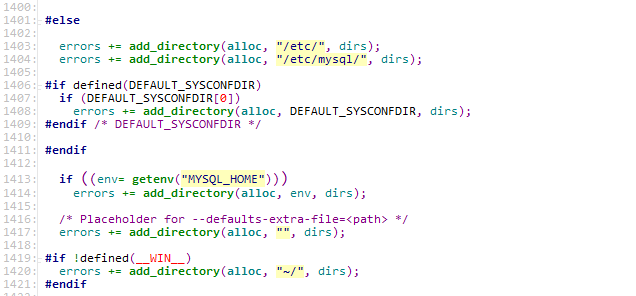 1400:
1401: #else
1402:
1403:   errors += add_directory(alloc, "/etc/", dirs);
1404:   errors += add_directory(alloc, "/etc/mysql/", dirs);
1405:
1406: #if defined(DEFAULT_SYSCONFDIR)
1407:   if (DEFAULT_SYSCONFDIR[0])
1408:     errors += add_directory(alloc, DEFAULT_SYSCONFDIR, dirs);
1409: #endif /* DEFAULT_SYSCONFDIR */
1410:
1411: #endif
1412:
1413:   if ((env= getenv("MYSQL_HOME")))
1414:     errors += add_directory(alloc, env, dirs);
1415:
1416:   /* Placeholder for --defaults-extra-file=<path> */
1417:   errors += add_directory(alloc, "", dirs);
1418:
1419: #if !defined(__WIN__)
1420:   errors += add_directory(alloc, "~/", dirs);
1421: #endif